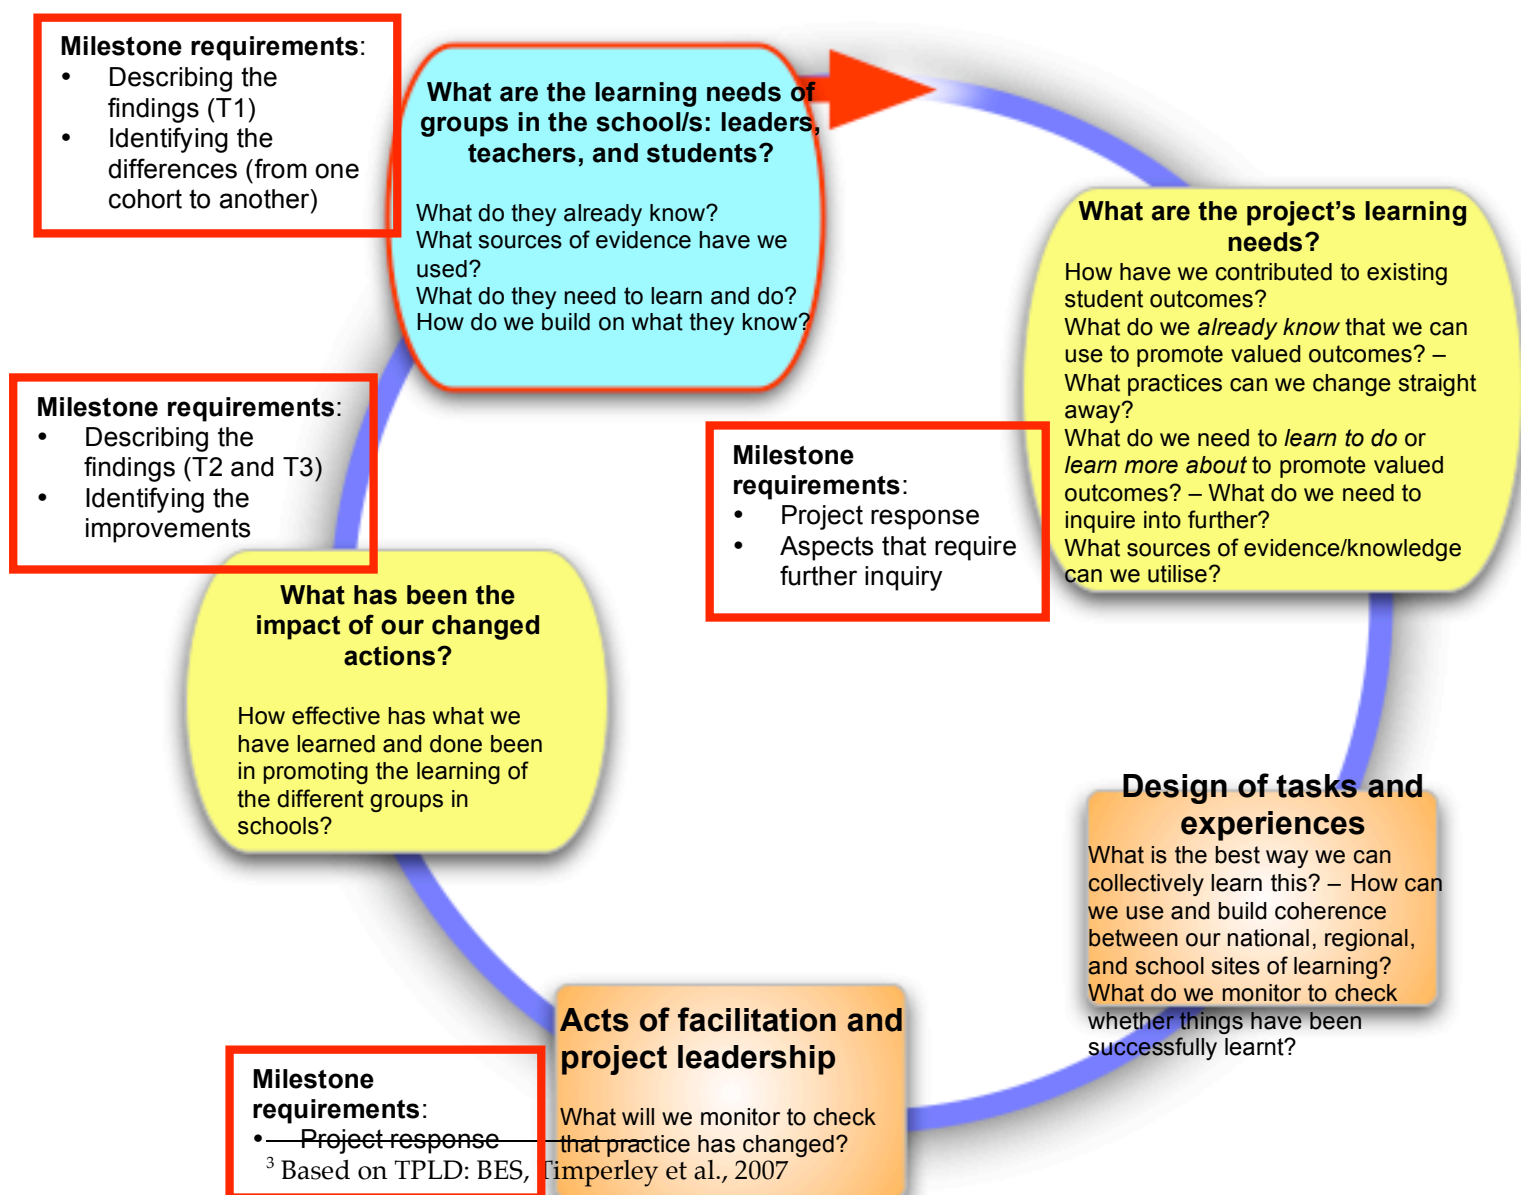 Milestone requirements:
• Describing the
findings (T1)
• Identifying the
differences (from one
cohort to another)
What are the learning needs of
groups in the school/s: leaders,
teachers, and students?
What do they already know?
What sources of evidence have we
used?
What do they need to learn and do?
How do we build on what they know?
What are the project’s learning
needs?
How have we contributed to existing
student outcomes?
What do we already know that we can
use to promote valued outcomes? –
What practices can we change straight
away?
What do we need to learn to do or
learn more about to promote valued
outcomes? – What do we need to
inquire into further?
What sources of evidence/knowledge
can we utilise?
Milestone requirements:
• Describing the
findings (T2 and T3)
• Identifying the
improvements
Milestone
requirements:
• Project response
• Aspects that require
further inquiry
What has been the
impact of our changed
actions?
How effective has what we
have learned and done been
in promoting the learning of
the different groups in
schools?
Design of tasks and
experiences
What is the best way we can
collectively learn this? – How can
we use and build coherence
between our national, regional,
and school sites of learning?
What do we monitor to check
whether things have been
successfully learnt?
Acts of facilitation and
project leadership
What will we monitor to check
that practice has changed?
Milestone
requirements:
• Project response
3 Based on TPLD: BES, Timperley et al., 2007